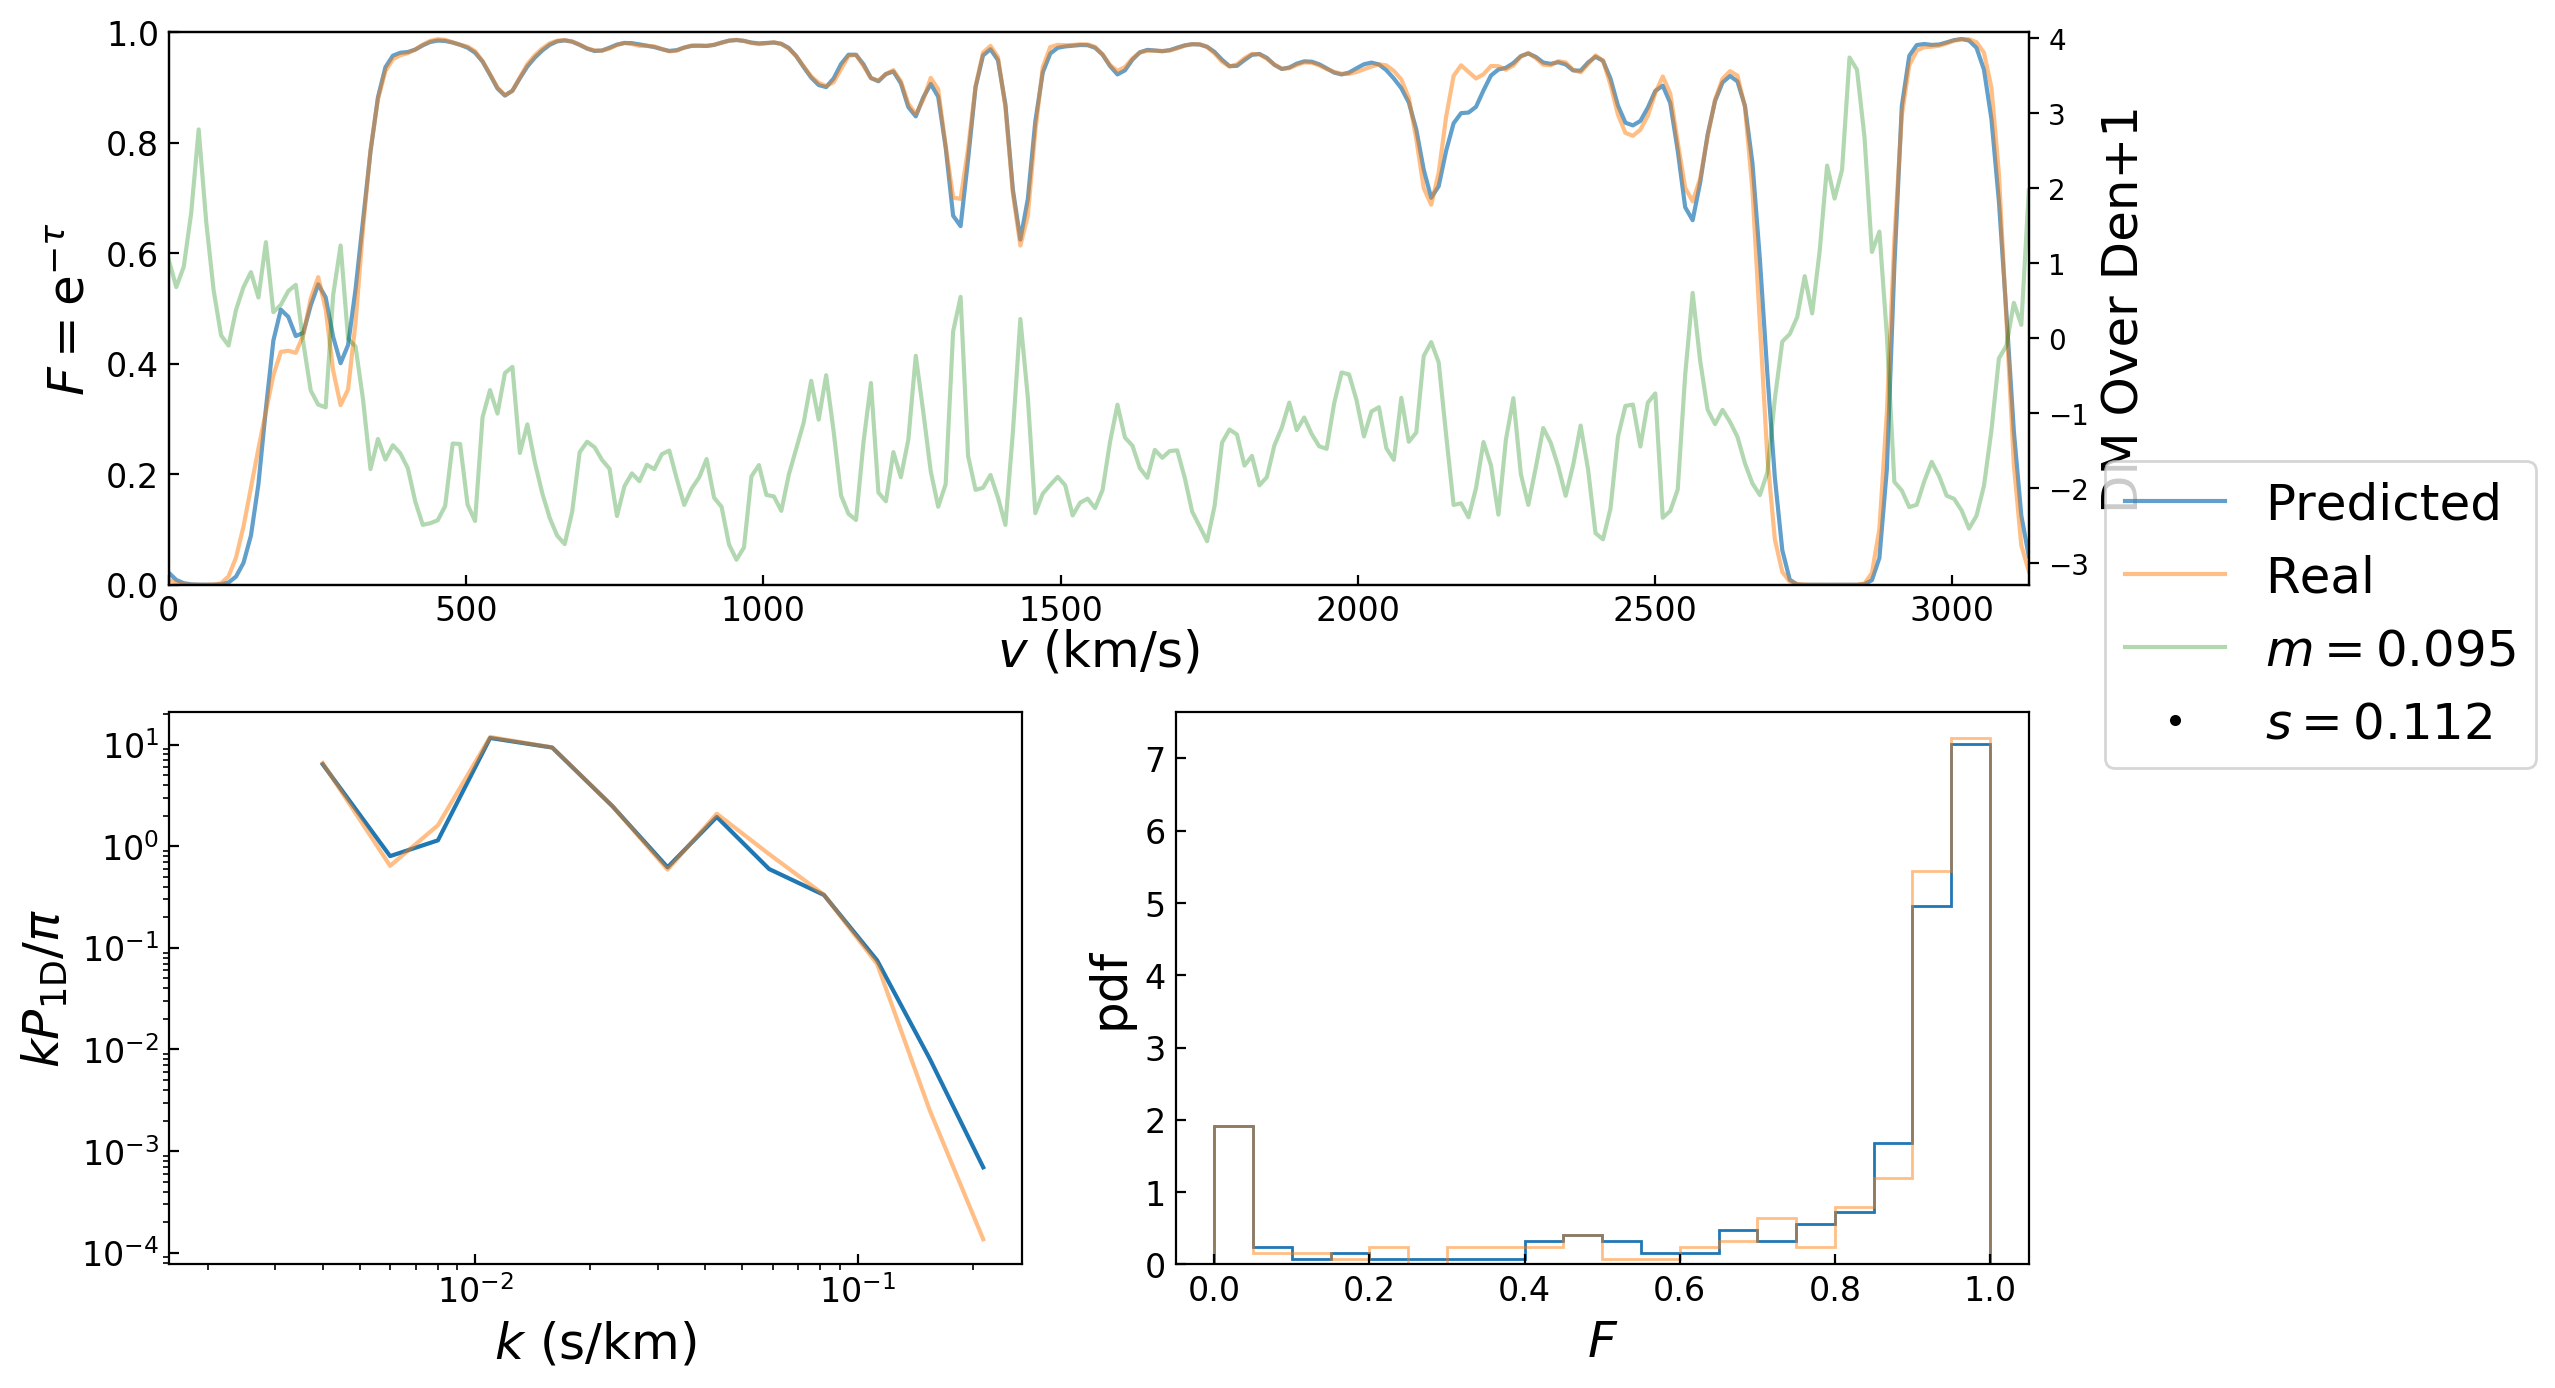 1.0
0.8
0.6
0.4
0.2
0.0
F = e^{-τ}
4
3
2
1
0
−1
−2
−3
DM Over Den+1
0 500 1000 1500 2000 2500 3000
v (km/s)
Predicted
Real
m = 0.095
s = 0.112
10^1
10^0
10^{-1}
10^{-2}
10^{-3}
10^{-4}
kP_{1D}/π
10^{-2} 10^{-1}
k (s/km)
7
6
5
4
3
2
1
0
pdf
0.0 0.2 0.4 0.6 0.8 1.0
F